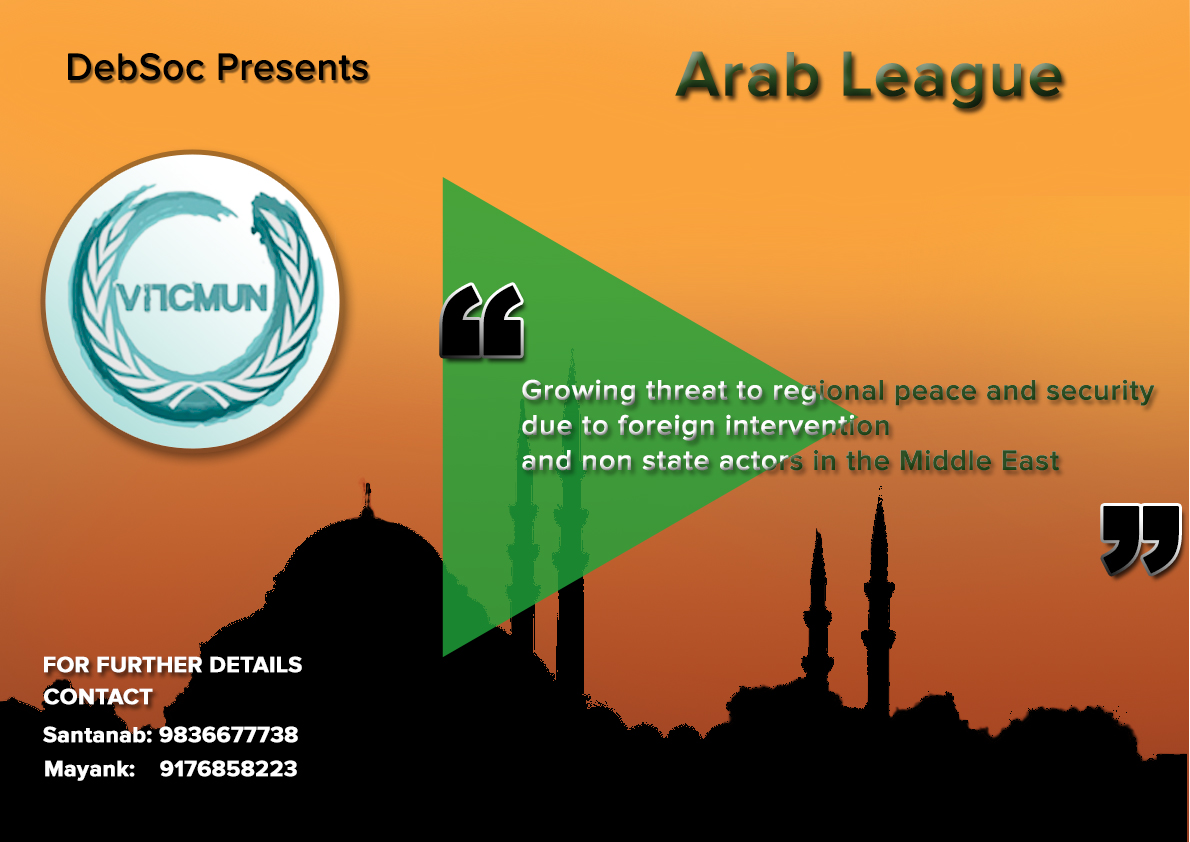 DebSoc Presents
Arab League
VITCMUN
“
Growing threat to regional peace and security
due to foreign intervention
and non state actors in the Middle East
”
FOR FURTHER DETAILS
CONTACT
Santanab: 9836677738
Mayank: 9176858223